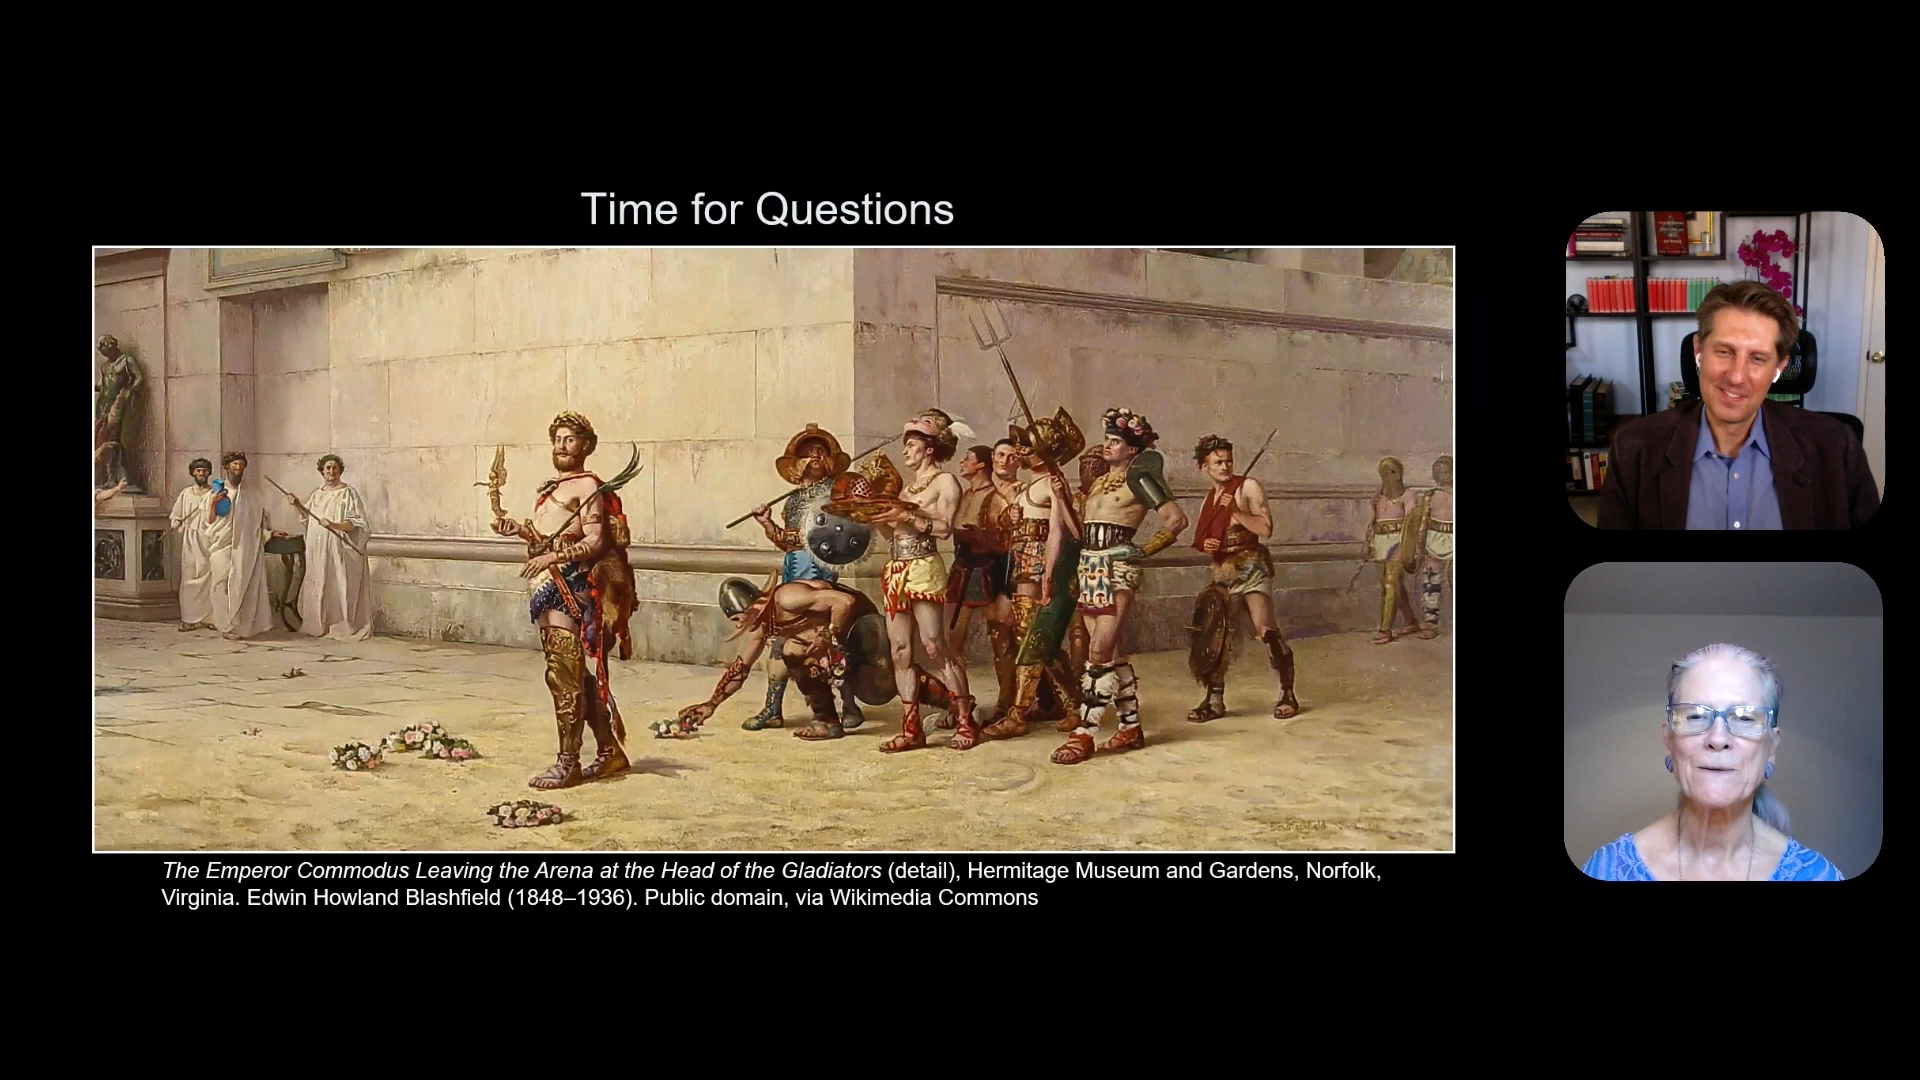 Time for Questions
The Emperor Commodus Leaving the Arena at the Head of the Gladiators (detail), Hermitage Museum and Gardens, Norfolk,
Virginia. Edwin Howland Blashfield (1848–1936). Public domain, via Wikimedia Commons